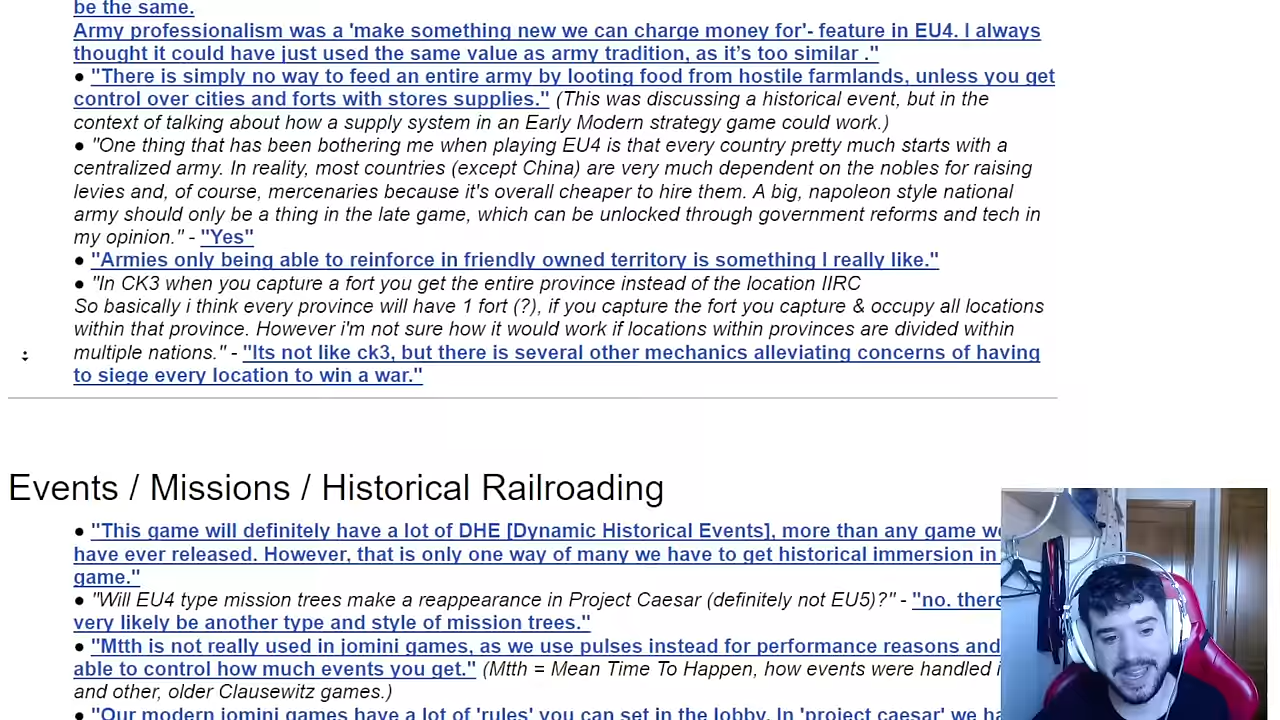 be the same.
Army professionalism was a 'make something new we can charge money for'- feature in EU4. I always
thought it could have just used the same value as army tradition, as it's too similar ."
● "There is simply no way to feed an entire army by looting food from hostile farmlands, unless you get
control over cities and forts with stores supplies." (This was discussing a historical event, but in the
context of talking about how a supply system in an Early Modern strategy game could work.)
● "One thing that has been bothering me when playing EU4 is that every country pretty much starts with a
centralized army. In reality, most countries (except China) are very much dependent on the nobles for raising
levies and, of course, mercenaries because it's overall cheaper to hire them. A big, napoleon style national
army should only be a thing in the late game, which can be unlocked through government reforms and tech in
my opinion." - "Yes"
● "Armies only being able to reinforce in friendly owned territory is something I really like."
● "In CK3 when you capture a fort you get the entire province instead of the location IIRC
So basically i think every province will have 1 fort (?), if you capture the fort you capture & occupy all locations
within that province. However i'm not sure how it would work if locations within provinces are divided within
multiple nations." - "Its not like ck3, but there is several other mechanics alleviating concerns of having
to siege every location to win a war."
Events / Missions / Historical Railroading
● "This game will definitely have a lot of DHE [Dynamic Historical Events], more than any game we
have ever released. However, that is only one way of many we have to get historical immersion in
game."
● "Will EU4 type mission trees make a reappearance in Project Caesar (definitely not EU5)?" - "no. there
very likely be another type and style of mission trees."
● "Mtth is not really used in jomini games, as we use pulses instead for performance reasons and
able to control how much events you get." (Mtth = Mean Time To Happen, how events were handled
and other, older Clausewitz games.)
● "Our modern jomini games have a lot of 'rules' you can set in the lobby. In 'project caesar' we